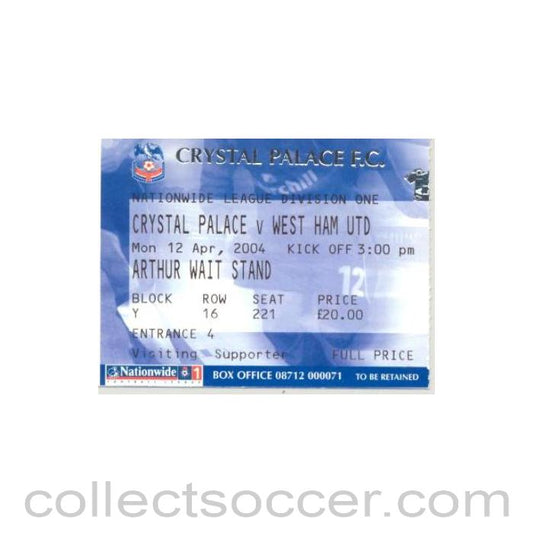 CRYSTAL PALACE F.C.
NATIONWIDE LEAGUE DIVISION ONE
CRYSTAL PALACE v WEST HAM UTD
Mon 12 Apr, 2004 KICK OFF 3:00 pm
ARTHUR WAIT STAND
BLOCK ROW SEAT PRICE
Y 16 221 £20.00
ENTRANCE 4
Visiting Supporter FULL PRICE
Nationwide 1
FOOTBALL LEAGUE
BOX OFFICE 08712 000071 TO BE RETAINED
collectsoccer.com